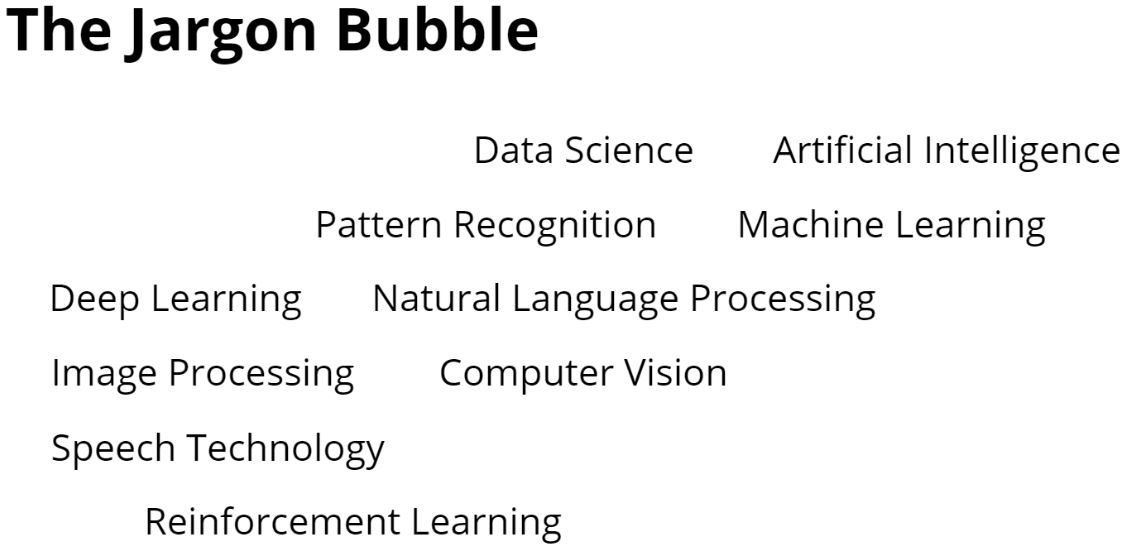 The Jargon Bubble
Data Science Artificial Intelligence
Pattern Recognition Machine Learning
Deep Learning Natural Language Processing
Image Processing Computer Vision
Speech Technology
Reinforcement Learning